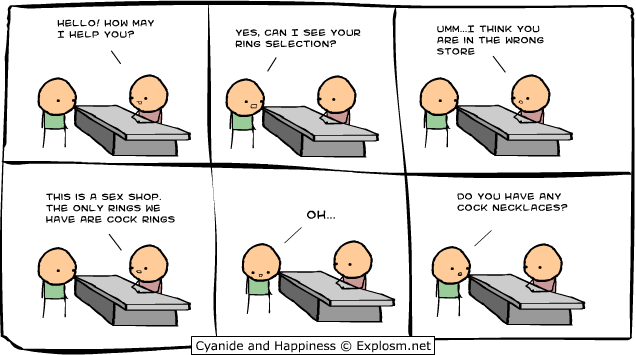 HELLO! HOW MAY
I HELP YOU?
YES, CAN I SEE YOUR
RING SELECTION?
UMM...I THINK YOU
ARE IN THE WRONG
STORE
THIS IS A SEX SHOP.
THE ONLY RINGS WE
HAVE ARE COCK RINGS
OH...
DO YOU HAVE ANY
COCK NECKLACES?
Cyanide and Happiness © Explosm.net